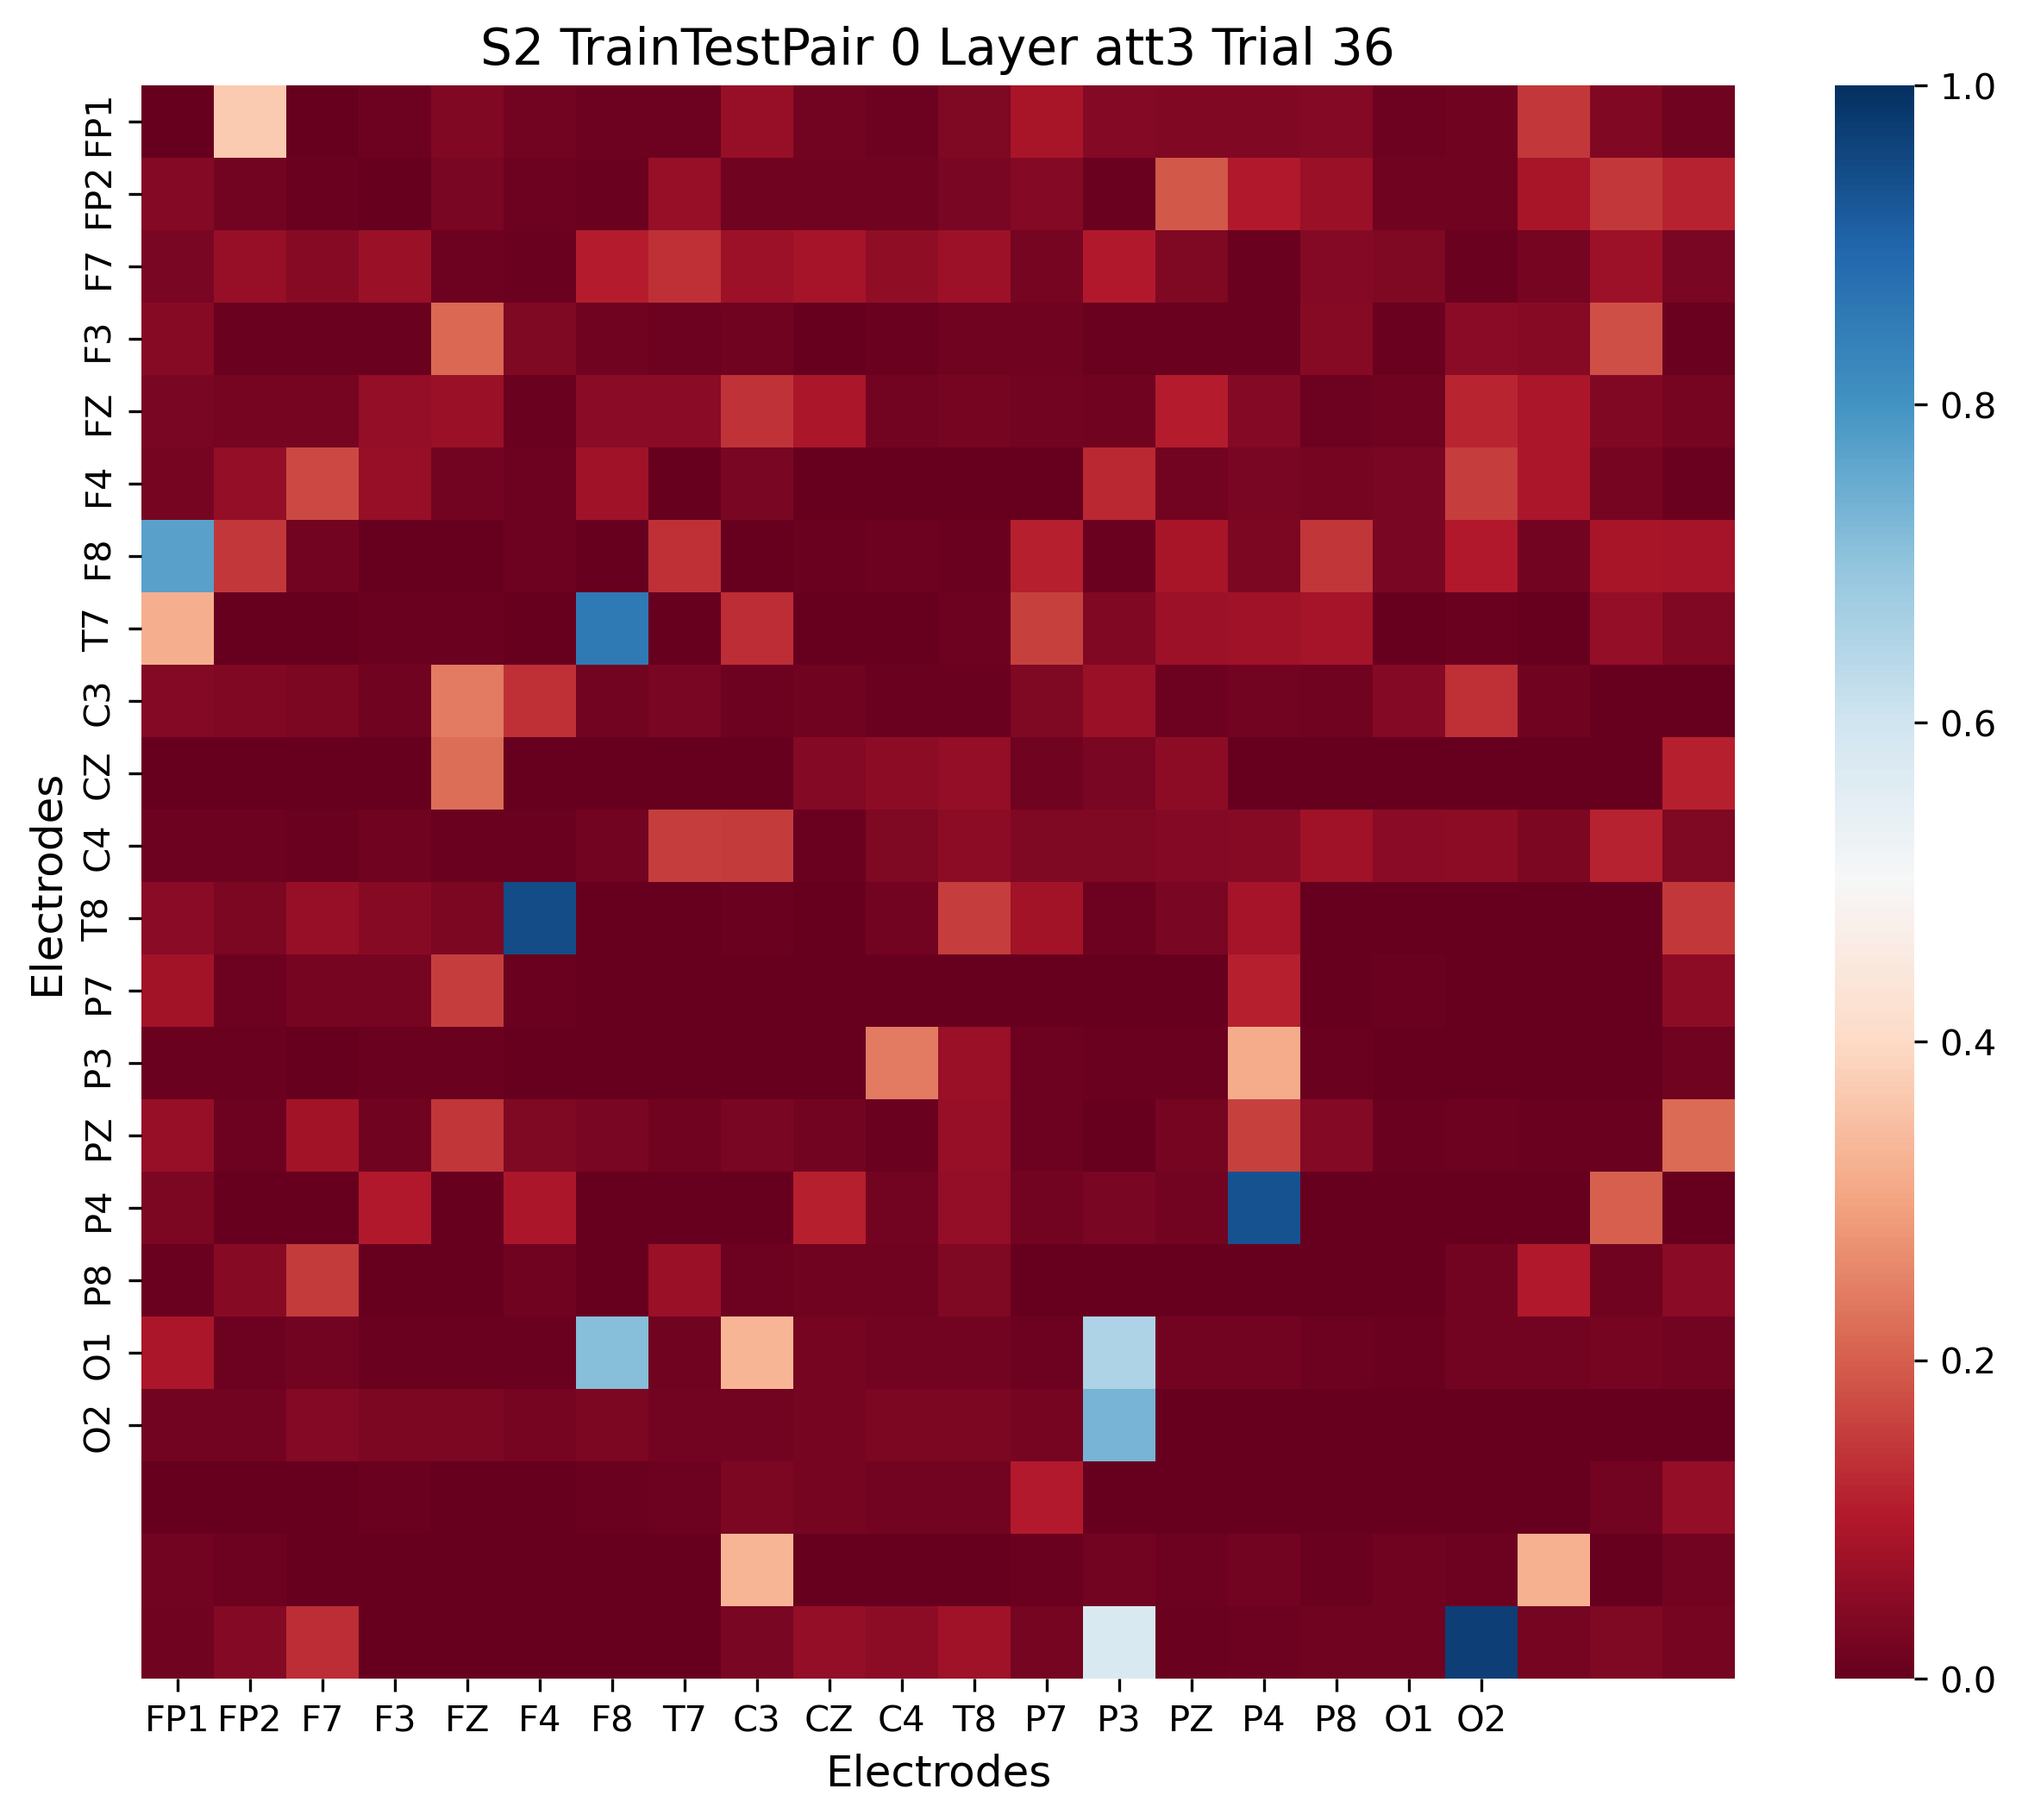 S2 TrainTestPair 0 Layer att3 Trial 36
Electrodes
FP1
FP2
F7
F3
FZ
F4
F8
T7
C3
CZ
C4
T8
P7
P3
PZ
P4
P8
O1
O2
FP1 FP2 F7 F3 FZ F4 F8 T7 C3 CZ C4 T8 P7 P3 PZ P4 P8 O1 O2
Electrodes
1.0
0.8
0.6
0.4
0.2
0.0